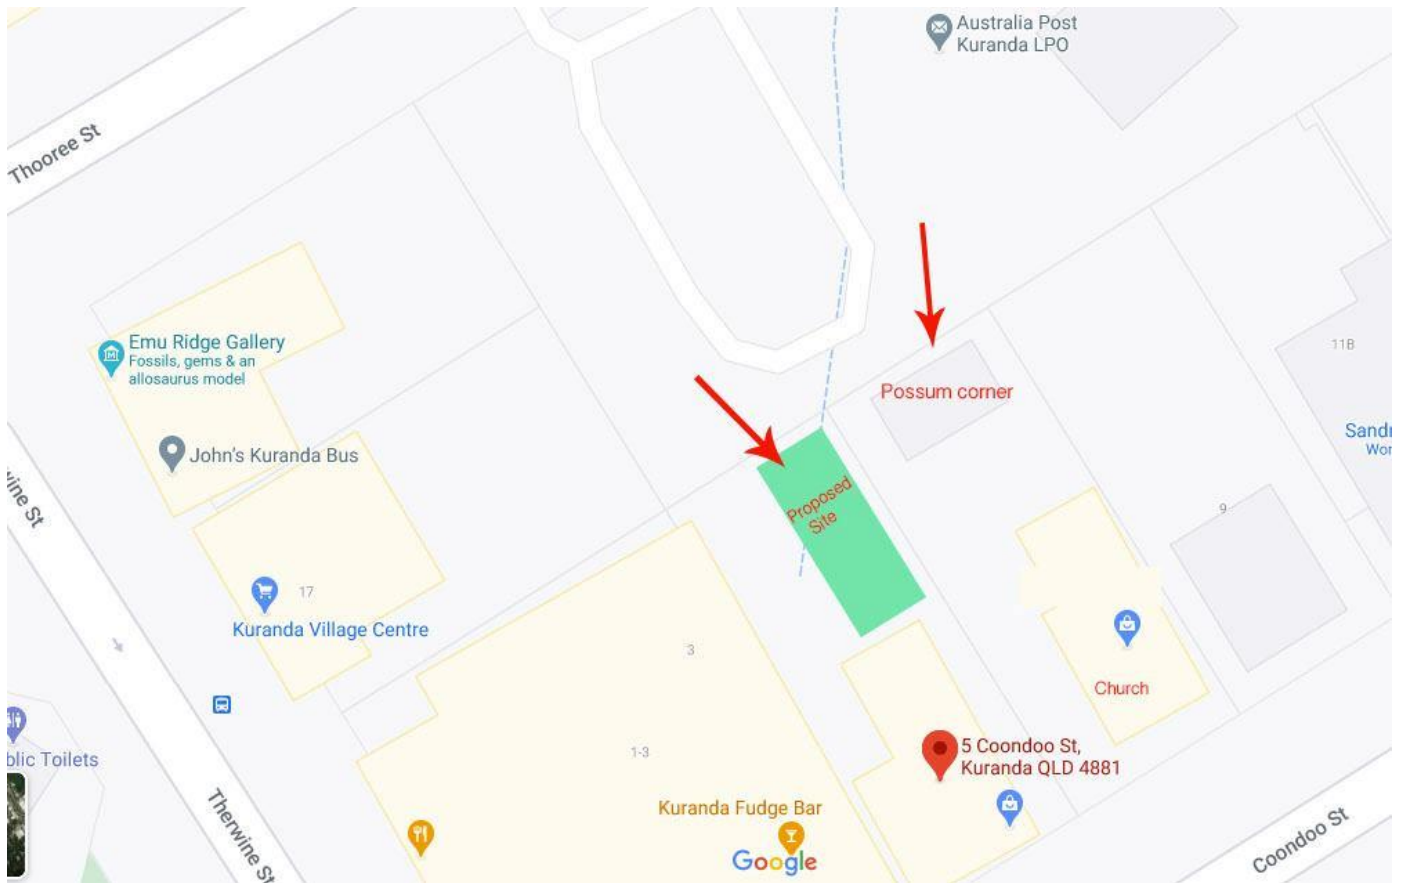 Australia Post
Kuranda LPO
Thooree St
Emu Ridge Gallery
Fossils, gems & an
allosaurus model
11B
Possum corner
John's Kuranda Bus
Proposed
Site
9
17
Kuranda Village Centre
3
Church
5 Coondoo St,
Kuranda QLD 4881
1-3
Kuranda Fudge Bar
Therwine St
Google
Coondoo St
Toilets